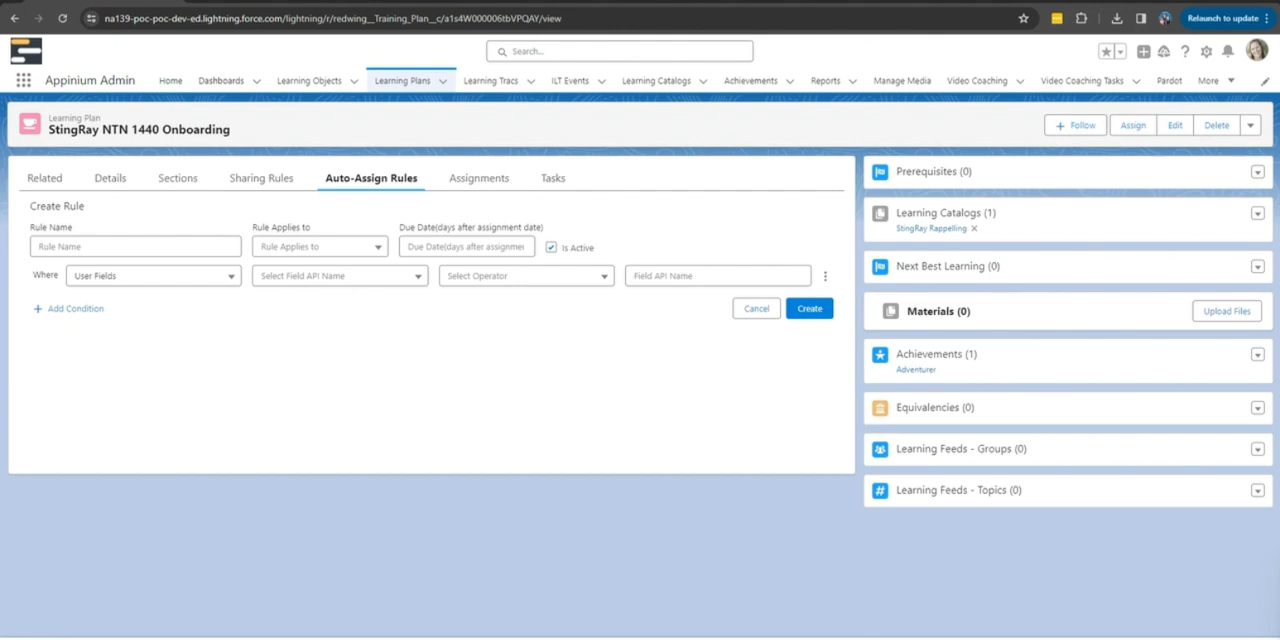 na139-poc-poc-dev-ed.lightning.force.com/lightning/r/redwing__Training_Plan__c/a1s4W000006tbVPQAY/view
Relaunch to update
Search...
Appinium Admin
Home
Dashboards
Learning Objects
Learning Plans
Learning Tracs
ILT Events
Learning Catalogs
Achievements
Reports
Manage Media
Video Coaching
Video Coaching Tasks
Pardot
More
Learning Plan
StingRay NTN 1440 Onboarding
Follow
Assign
Edit
Delete
Related
Details
Sections
Sharing Rules
Auto-Assign Rules
Assignments
Tasks
Create Rule
Rule Name
Rule Applies to
Due Date(days after assignment date)
Rule Name
Rule Applies to
Due Date(days after assignmen
Is Active
Where
User Fields
Select Field API Name
Select Operator
Field API Name
Add Condition
Cancel
Create
Prerequisites (0)
Learning Catalogs (1)
StingRay Rappelling
Next Best Learning (0)
Materials (0)
Upload Files
Achievements (1)
Adventurer
Equivalencies (0)
Learning Feeds - Groups (0)
Learning Feeds - Topics (0)